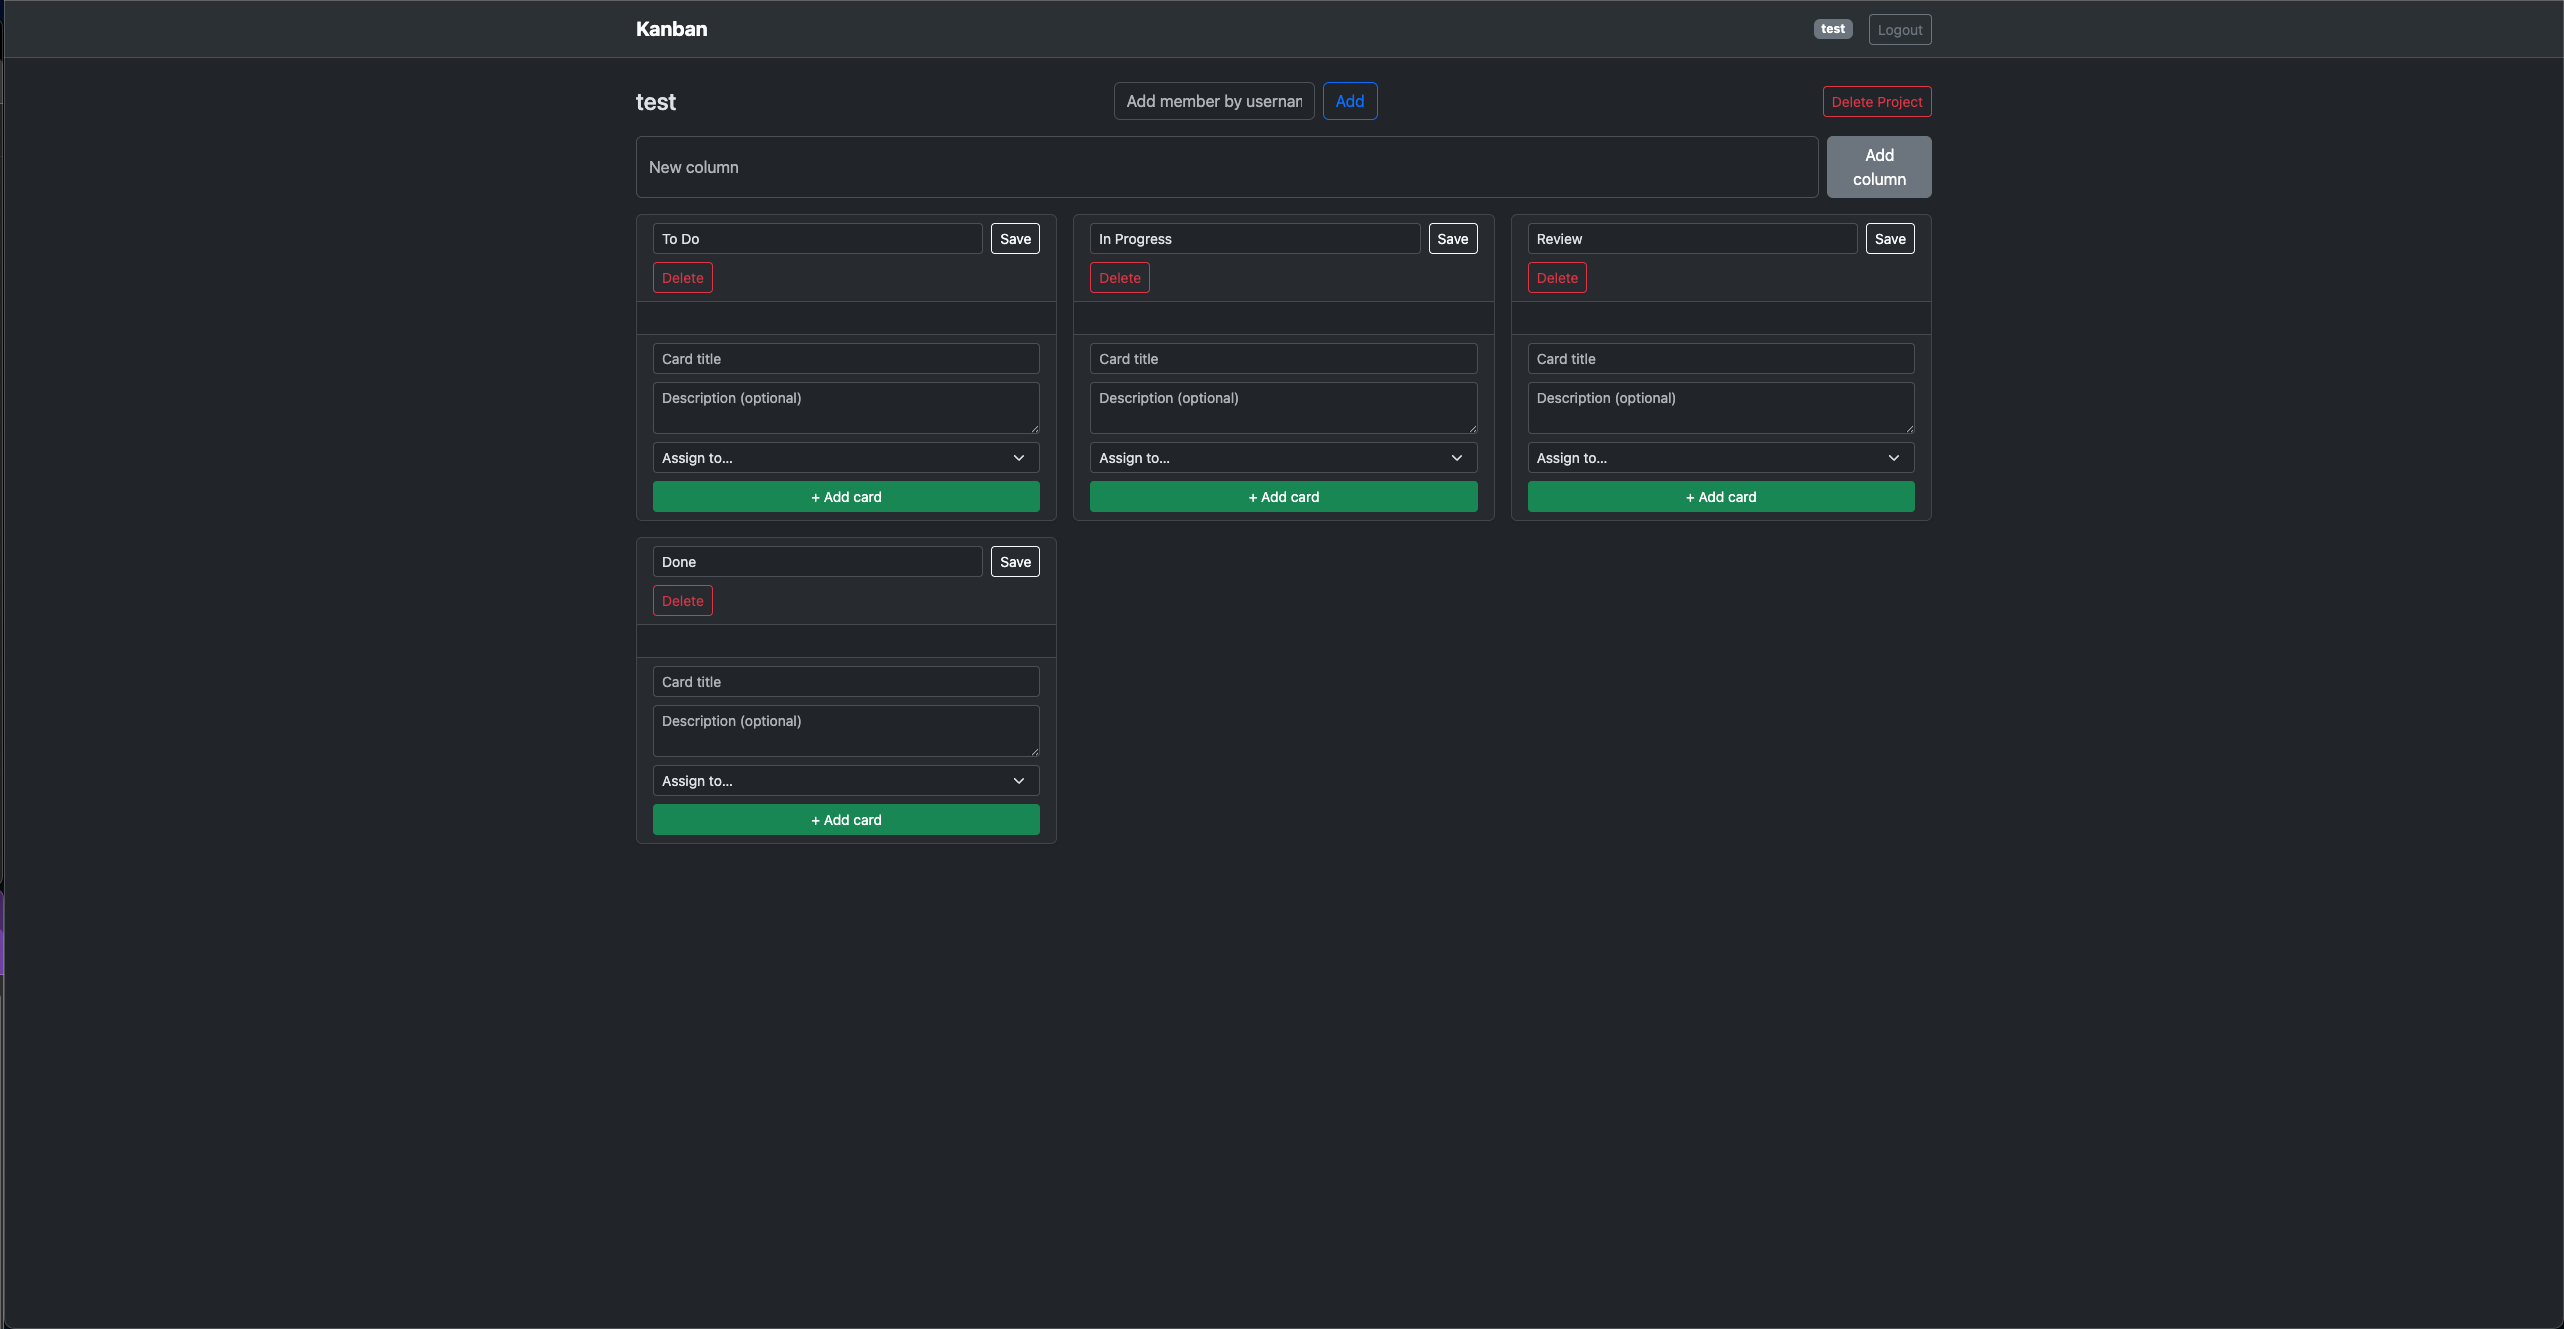 Kanban
test
Logout
test
Add member by usernar
Add
Delete Project
New column
Add
column
To Do
Save
Delete
Card title
Description (optional)
Assign to...
+ Add card
In Progress
Save
Delete
Card title
Description (optional)
Assign to...
+ Add card
Review
Save
Delete
Card title
Description (optional)
Assign to...
+ Add card
Done
Save
Delete
Card title
Description (optional)
Assign to...
+ Add card